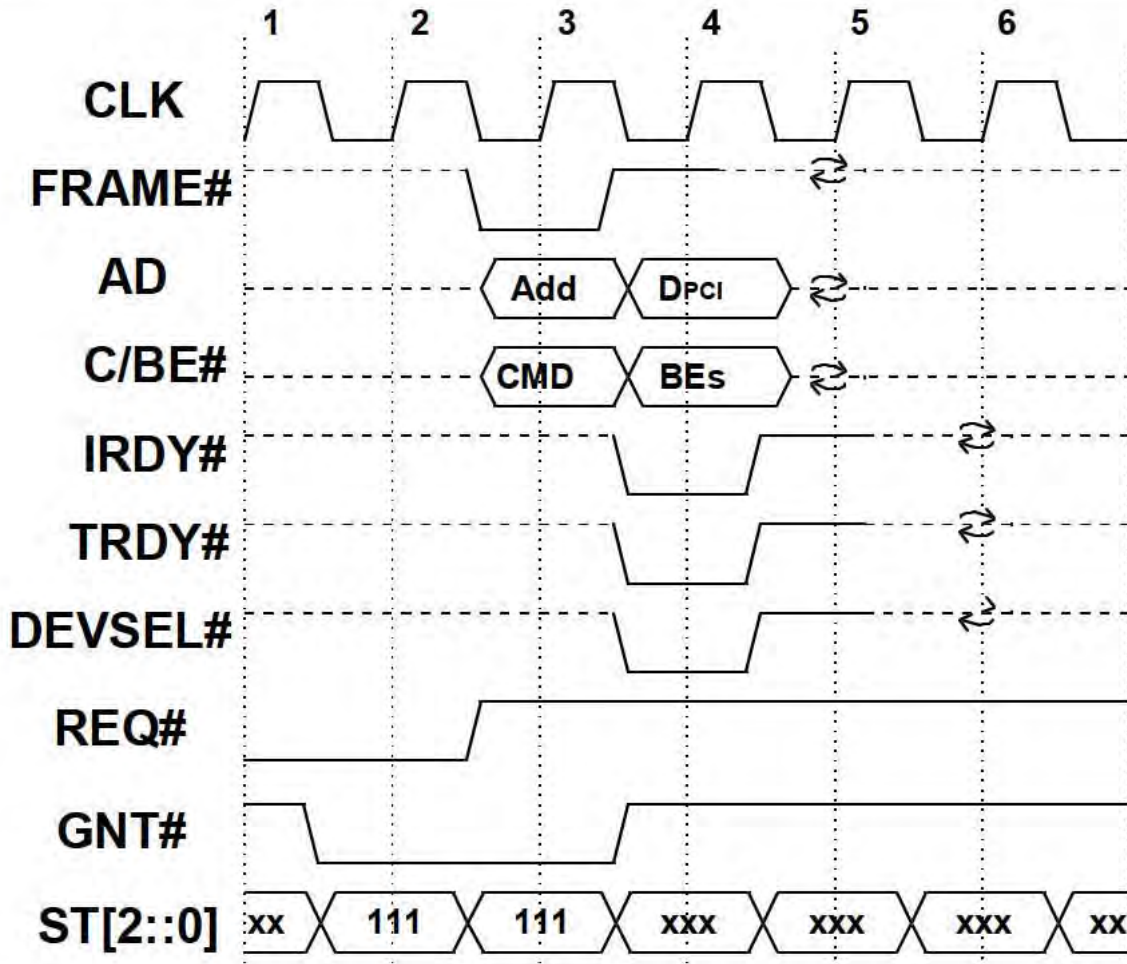 1 2 3 4 5 6
CLK
FRAME#
AD Add DPCI
C/BE# CMD BEs
IRDY#
TRDY#
DEVSEL#
REQ#
GNT#
ST[2::0] xx 111 111 xxx xxx xxx xx